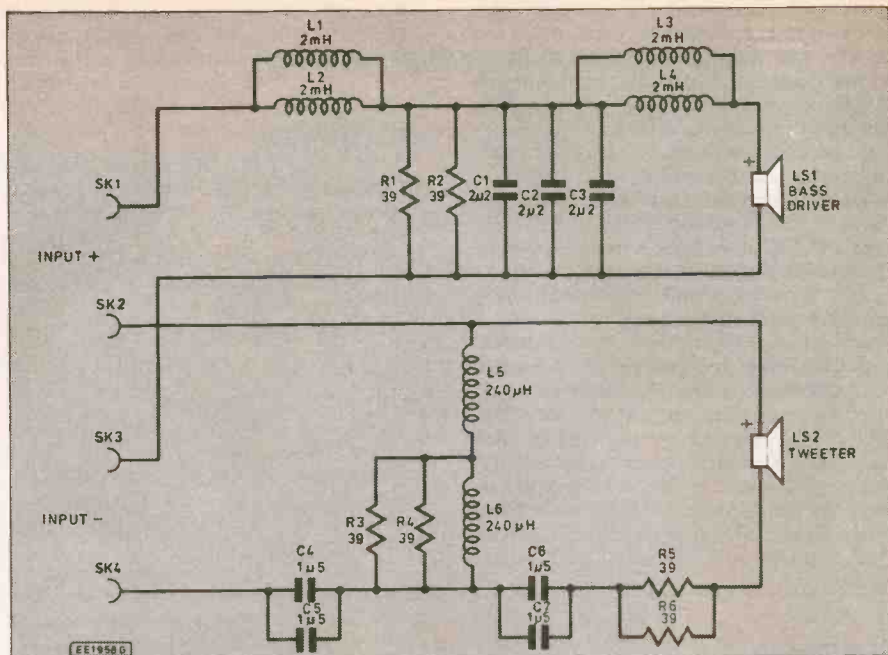 L1
2mH
L2
2mH
L3
2mH
L4
2mH
SK1
R1
39
R2
39
C1
2µ2
C2
2µ2
C3
2µ2
+
LS1
BASS
DRIVER
INPUT +
SK2
L5
240µH
SK3
+
LS2
TWEETER
R3
39
R4
39
L6
240µH
INPUT -
SK4
C4
1µ5
C5
1µ5
C6
1µ5
C7
1µ5
R5
39
R6
39
EE1958G